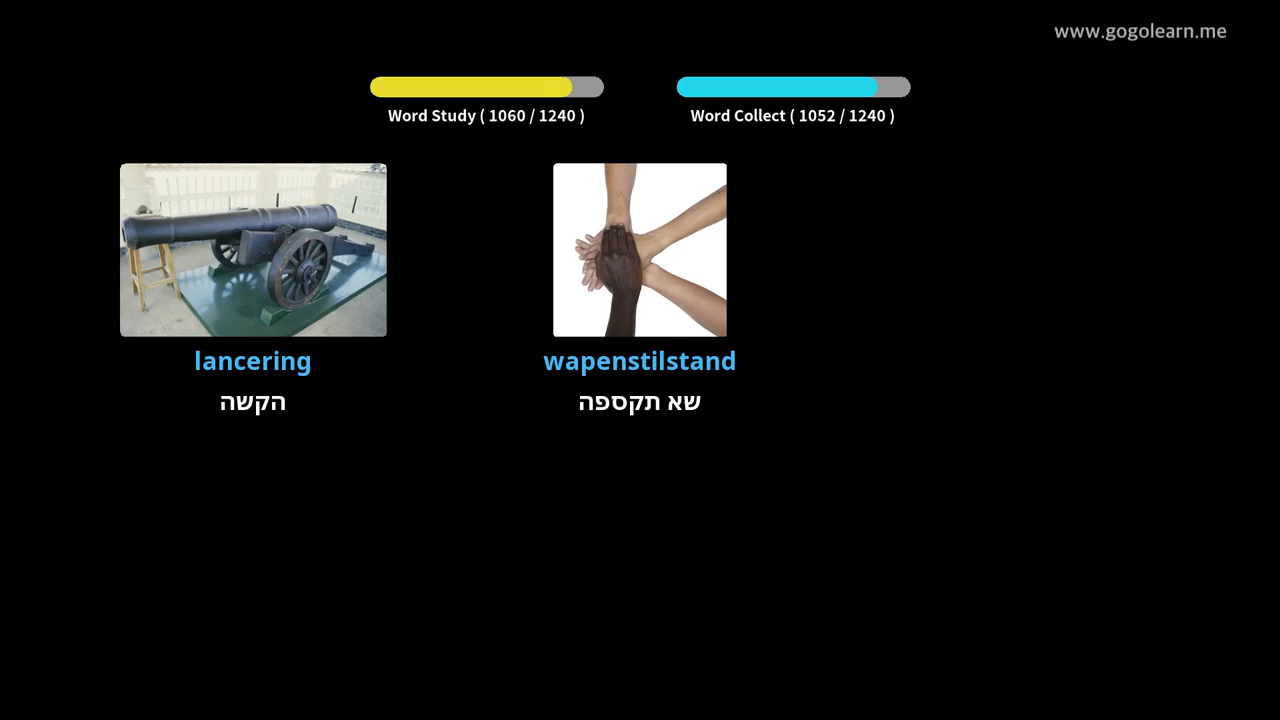 www.gogolearn.me
Word Study ( 1060 / 1240 )
Word Collect ( 1052 / 1240 )
lancering
הקשה
wapenstilstand
שא תקספה